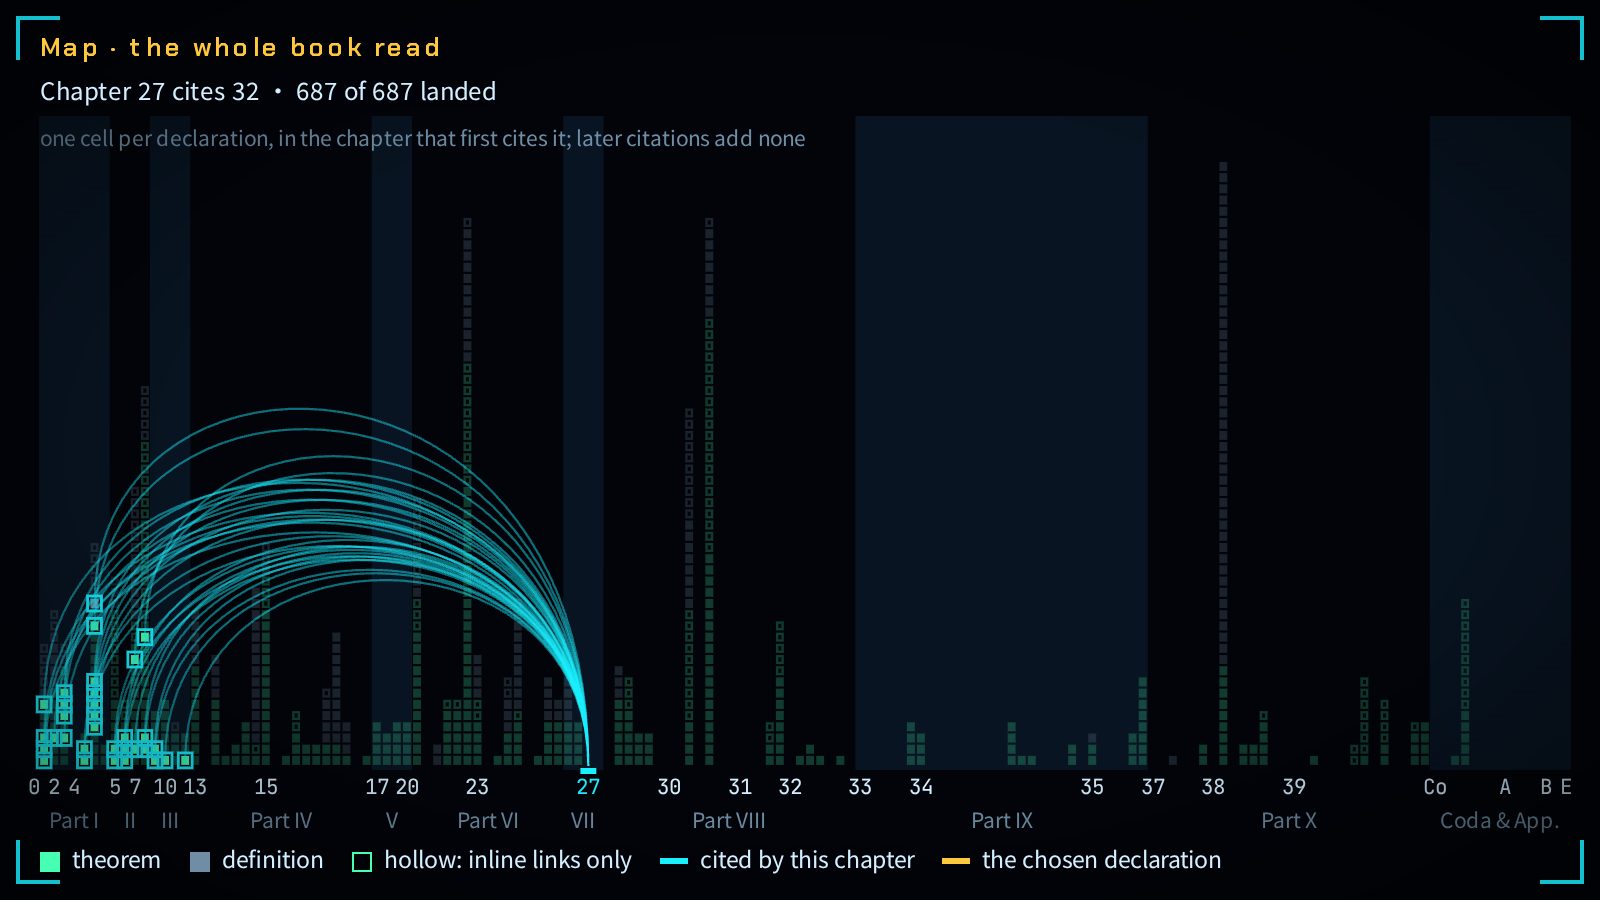 Map · the whole book read
Chapter 27 cites 32 • 687 of 687 landed
one cell per declaration, in the chapter that first cites it; later citations add none
0 2 4 5 7 10 13 15 17 20 23 27 30 31 32 33 34 35 37 38 39 Co A B E
Part I II III Part IV V Part VI VII Part VIII Part IX Part X Coda & App.
theorem definition hollow: inline links only cited by this chapter the chosen declaration